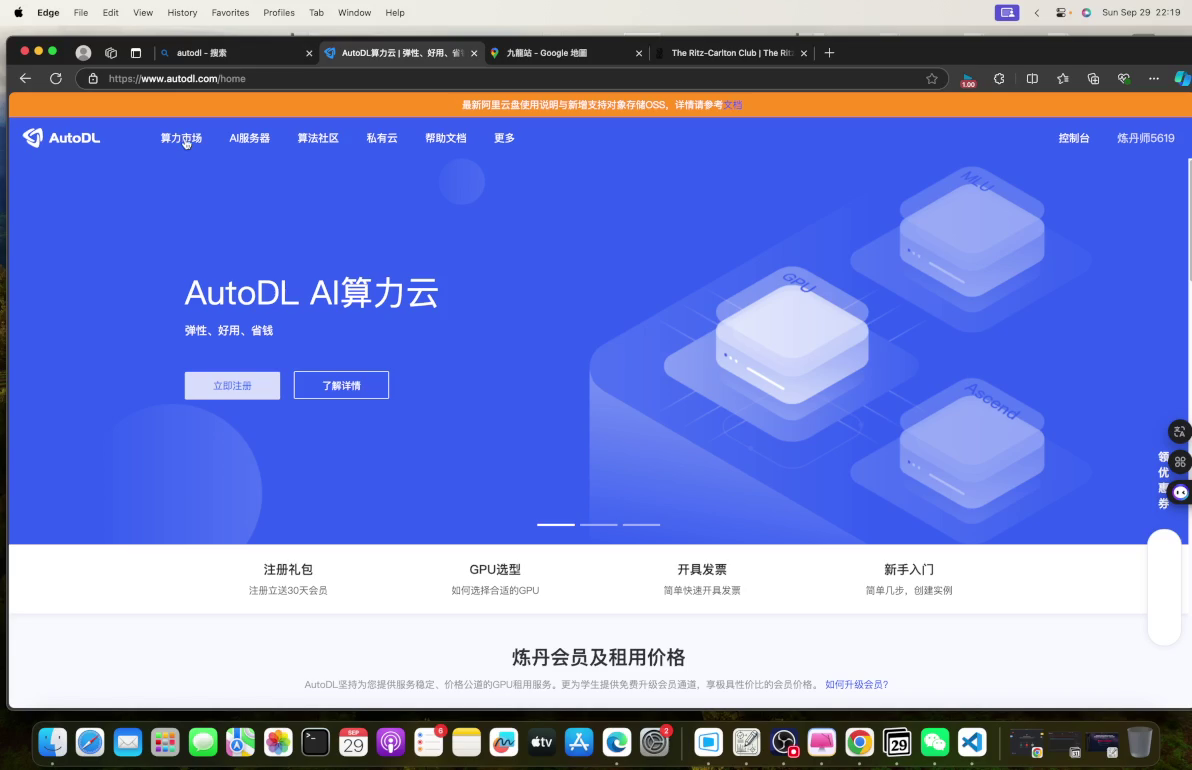 Edge File Edit View History Favorites Tools Profiles Tab Window Help
Sun Sep 29 22:19
autodl - 搜索
AutoDL算力云 | 弹性、好用、省
九龍站 - Google 地圖
The Ritz-Carlton Club | The Rit
https://www.autodl.com/home
1.00
最新阿里云盘使用说明与新增支持对象存储OSS，详情请参考文档
AutoDL 算力市场 AI服务器 算法社区 私有云 帮助文档 更多 控制台 炼丹师5619
MLU
GPU
AutoDL AI算力云
弹性、好用、省钱
立即注册 了解详情
Ascend
领优惠券
注册礼包 GPU选型 开具发票 新手入门
注册立送30天会员 如何选择合适的GPU 简单快速开具发票 简单几步，创建实例
炼丹会员及租用价格
AutoDL坚持为您提供服务稳定、价格公道的GPU租用服务。更为学生提供免费升级会员通道，享极具性价比的会员价格。 如何升级会员?
SEP
29
6
tv
2
29